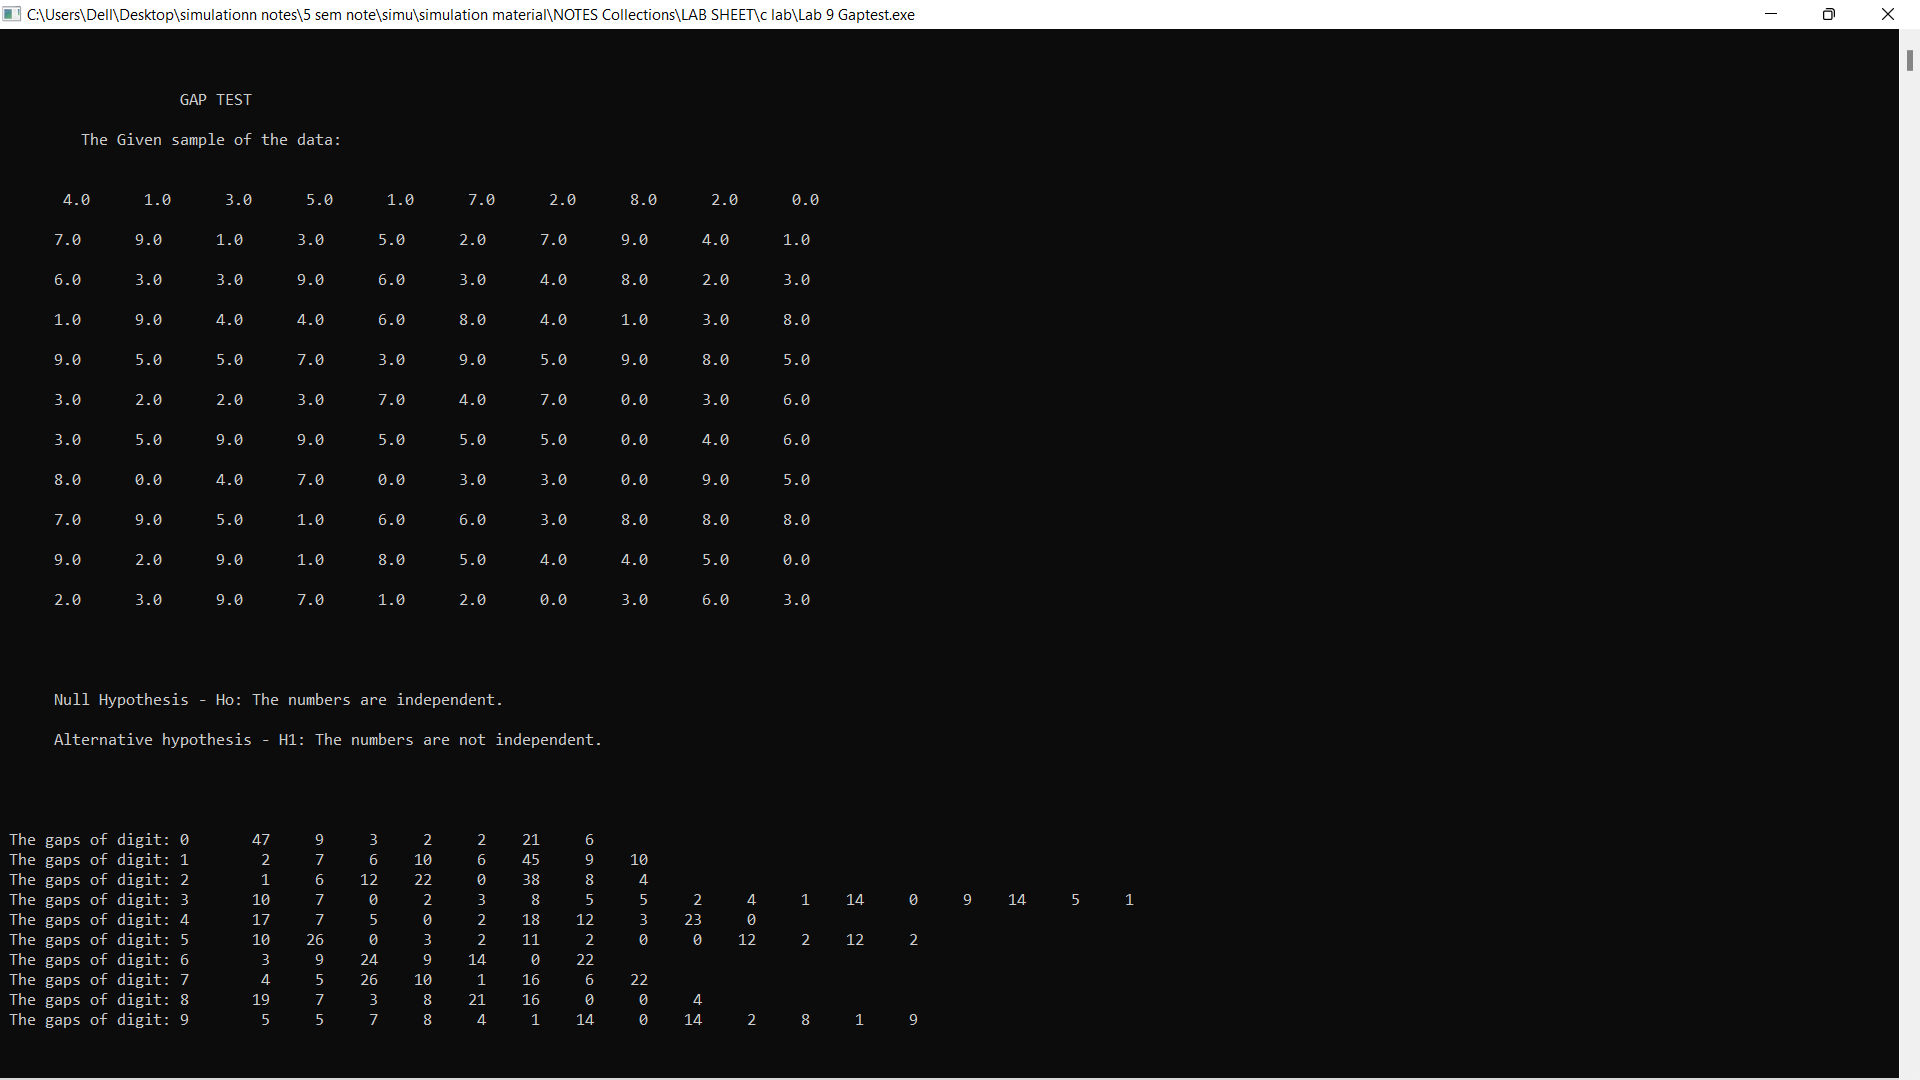 C:\Users\Dell\Desktop\simulationn notes\5 sem note\simu\simulation material\NOTES Collections\LAB SHEET\c lab\Lab 9 Gaptest.exe
GAP TEST
The Given sample of the data:
4.0 1.0 3.0 5.0 1.0 7.0 2.0 8.0 2.0 0.0
7.0 9.0 1.0 3.0 5.0 2.0 7.0 9.0 4.0 1.0
6.0 3.0 3.0 9.0 6.0 3.0 4.0 8.0 2.0 3.0
1.0 9.0 4.0 4.0 6.0 8.0 4.0 1.0 3.0 8.0
9.0 5.0 5.0 7.0 3.0 9.0 5.0 9.0 8.0 5.0
3.0 2.0 2.0 3.0 7.0 4.0 7.0 0.0 3.0 6.0
3.0 5.0 9.0 9.0 5.0 5.0 5.0 0.0 4.0 6.0
8.0 0.0 4.0 7.0 0.0 3.0 3.0 0.0 9.0 5.0
7.0 9.0 5.0 1.0 6.0 6.0 3.0 8.0 8.0 8.0
9.0 2.0 9.0 1.0 8.0 5.0 4.0 4.0 5.0 0.0
2.0 3.0 9.0 7.0 1.0 2.0 0.0 3.0 6.0 3.0
Null Hypothesis - Ho: The numbers are independent.
Alternative hypothesis - H1: The numbers are not independent.
The gaps of digit: 0 47 9 3 2 2 21 6
The gaps of digit: 1 2 7 6 10 6 45 9 10
The gaps of digit: 2 1 6 12 22 0 38 8 4
The gaps of digit: 3 10 7 0 2 3 8 5 5 2 4 1 14 0 9 14 5 1
The gaps of digit: 4 17 7 5 0 2 18 12 3 23 0
The gaps of digit: 5 10 26 0 3 2 11 2 0 0 12 2 12 2
The gaps of digit: 6 3 9 24 9 14 0 22
The gaps of digit: 7 4 5 26 10 1 16 6 22
The gaps of digit: 8 19 7 3 8 21 16 0 0 4
The gaps of digit: 9 5 5 7 8 4 1 14 0 14 2 8 1 9